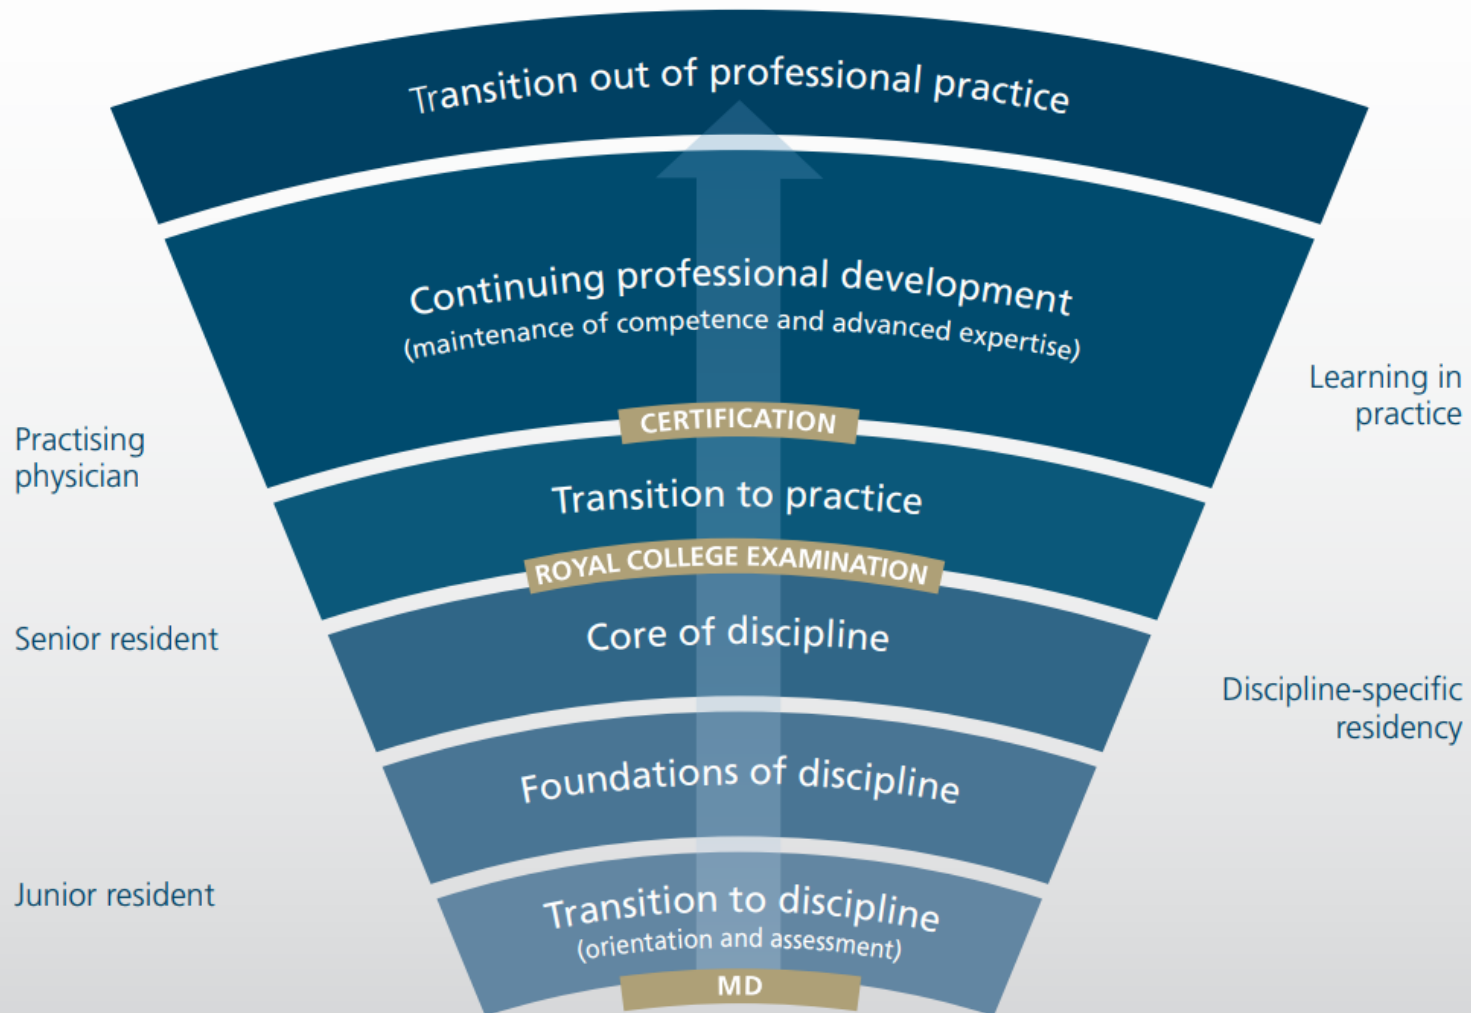 Transition out of professional practice
Continuing professional development
(maintenance of competence and advanced expertise)
Learning in
practice
CERTIFICATION
Practising
physician
Transition to practice
ROYAL COLLEGE EXAMINATION
Senior resident
Core of discipline
Discipline-specific
residency
Foundations of discipline
Junior resident
Transition to discipline
(orientation and assessment)
MD